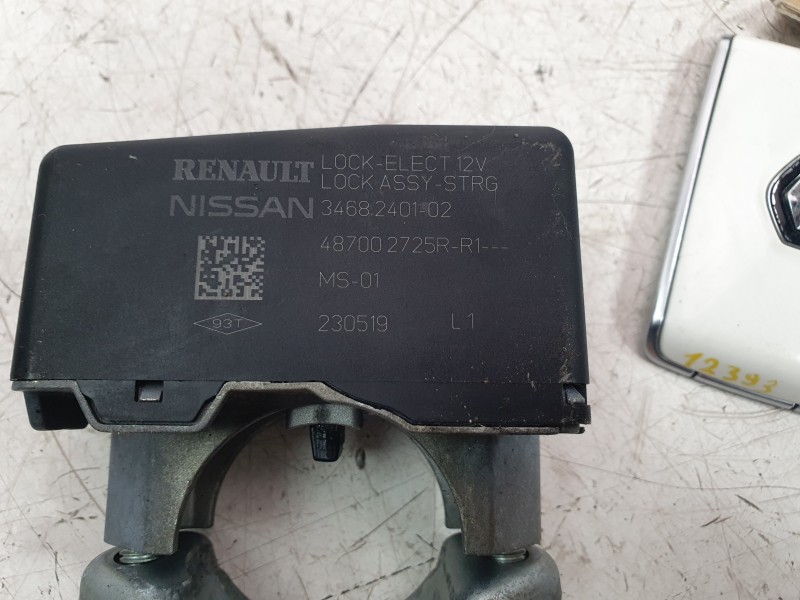 RENAULT LOCK-ELECT 12V
LOCK ASSY-STRG
NISSAN 3468 2401-02
48700 2725R-R1---
MS-01
93T 230519 L1
12393